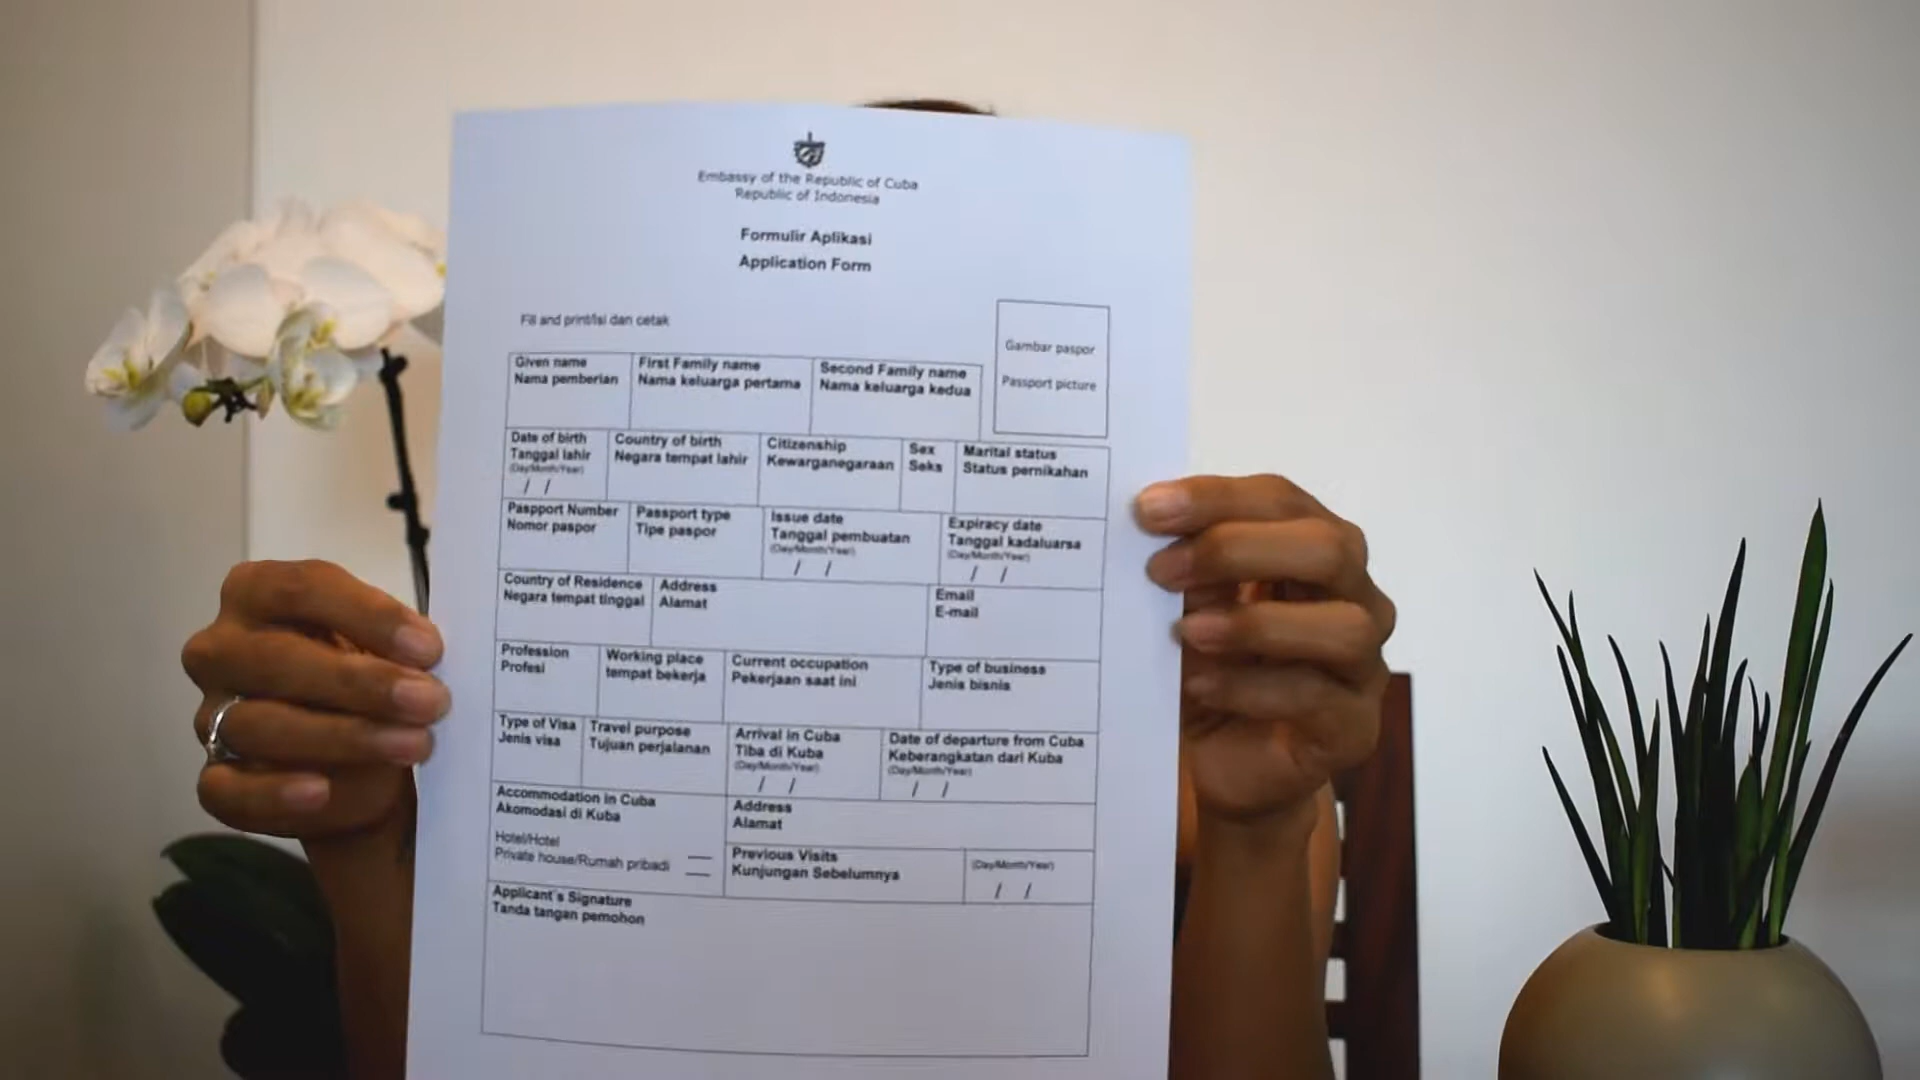 Embassy of the Republic of Cuba
Republic of Indonesia
Formulir Aplikasi
Application Form
Fill and print/Isi dan cetak
Gambar paspor
Passport picture
Given name
Nama pemberian
First Family name
Nama keluarga pertama
Second Family name
Nama keluarga kedua
Date of birth
Tanggal lahir
(Day/Month/Year)
/ /
Country of birth
Negara tempat lahir
Citizenship
Kewarganegaraan
Sex
Seks
Marital status
Status pernikahan
Paspport Number
Nomor paspor
Passport type
Tipe paspor
Issue date
Tanggal pembuatan
(Day/Month/Year)
/ /
Expiracy date
Tanggal kadaluarsa
(Day/Month/Year)
/ /
Country of Residence
Negara tempat tinggal
Address
Alamat
Email
E-mail
Profession
Profesi
Working place
tempat bekerja
Current occupation
Pekerjaan saat ini
Type of business
Jenis bisnis
Type of Visa
Jenis visa
Travel purpose
Tujuan perjalanan
Arrival in Cuba
Tiba di Kuba
(Day/Month/Year)
/ /
Date of departure from Cuba
Keberangkatan dari Kuba
(Day/Month/Year)
/ /
Accommodation in Cuba
Akomodasi di Kuba
Hotel/Hotel
Private house/Rumah pribadi
Address
Alamat
Previous Visits
Kunjungan Sebelumnya
(Day/Month/Year)
/ /
Applicant´s Signature
Tanda tangan pemohon